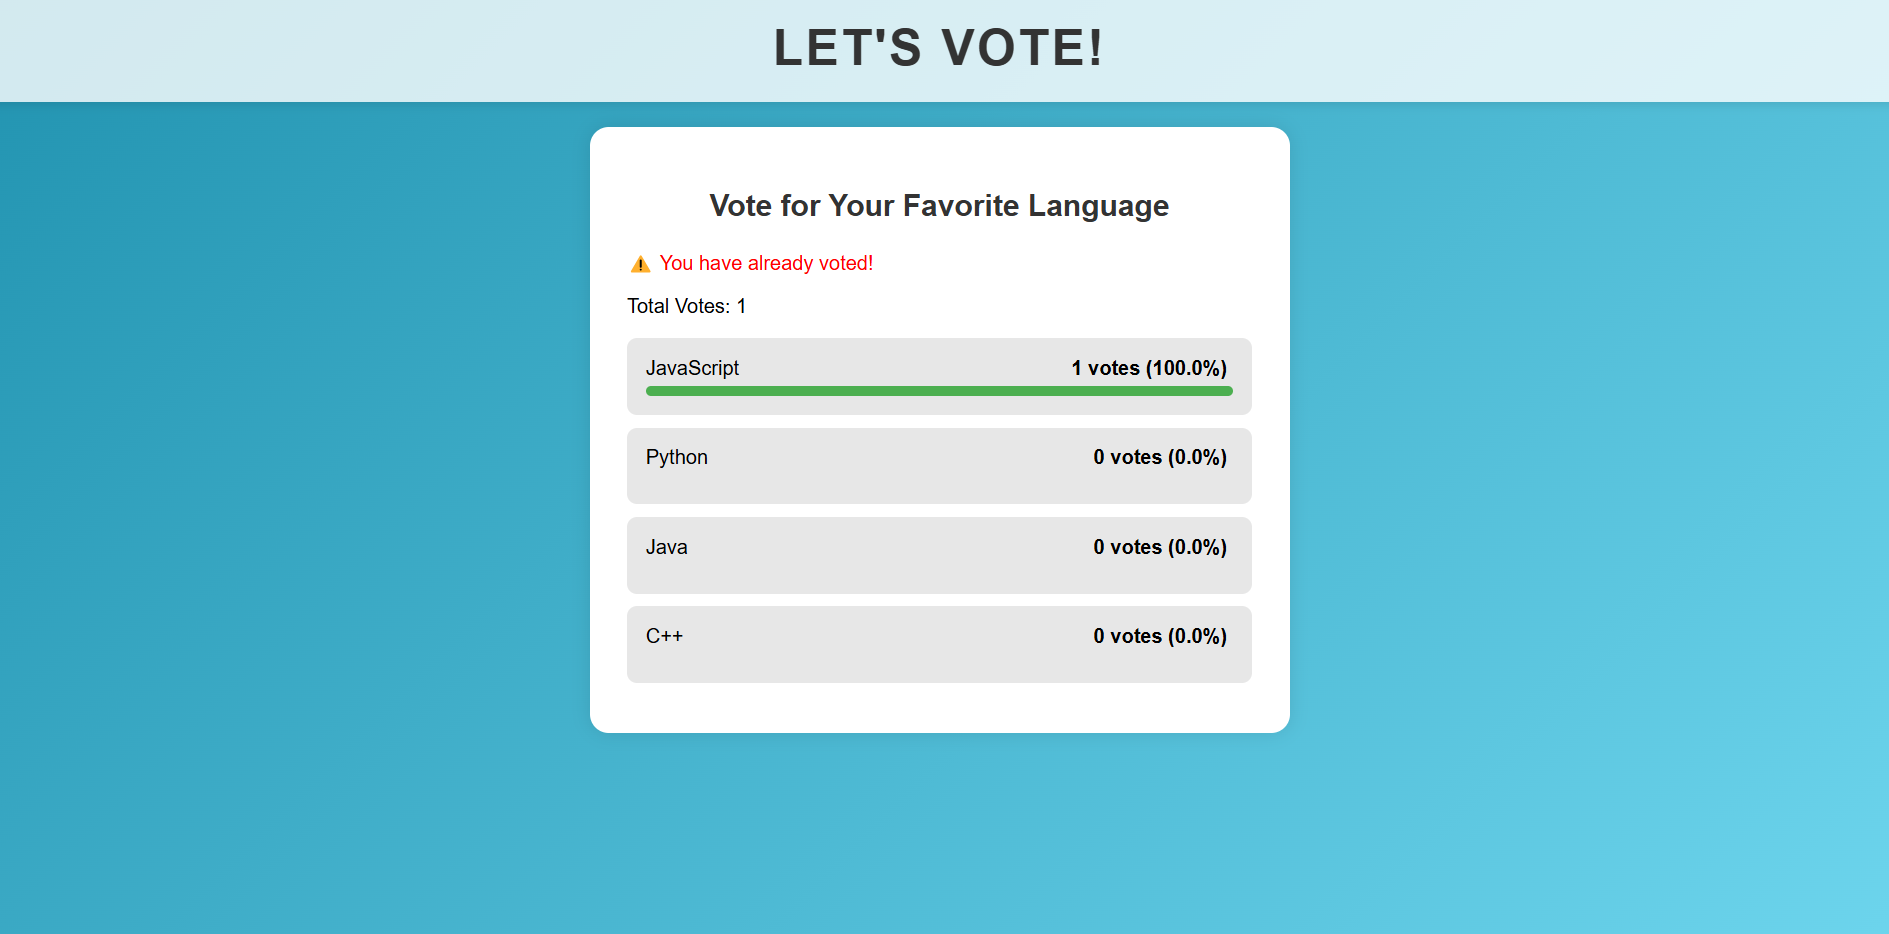 LET'S VOTE!
Vote for Your Favorite Language
⚠️ You have already voted!
Total Votes: 1
JavaScript 1 votes (100.0%)
Python 0 votes (0.0%)
Java 0 votes (0.0%)
C++ 0 votes (0.0%)